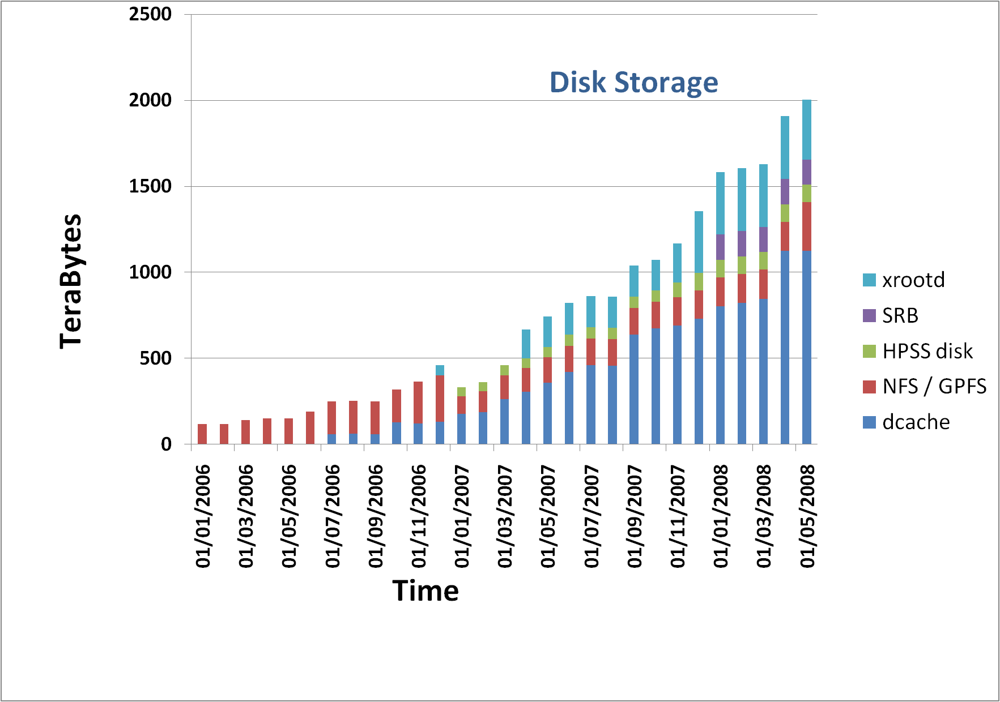 Disk Storage
TeraBytes
2500
2000
1500
1000
500
0
01/01/2006
01/03/2006
01/05/2006
01/07/2006
01/09/2006
01/11/2006
01/01/2007
01/03/2007
01/05/2007
01/07/2007
01/09/2007
01/11/2007
01/01/2008
01/03/2008
01/05/2008
Time
xrootd
SRB
HPSS disk
NFS / GPFS
dcache